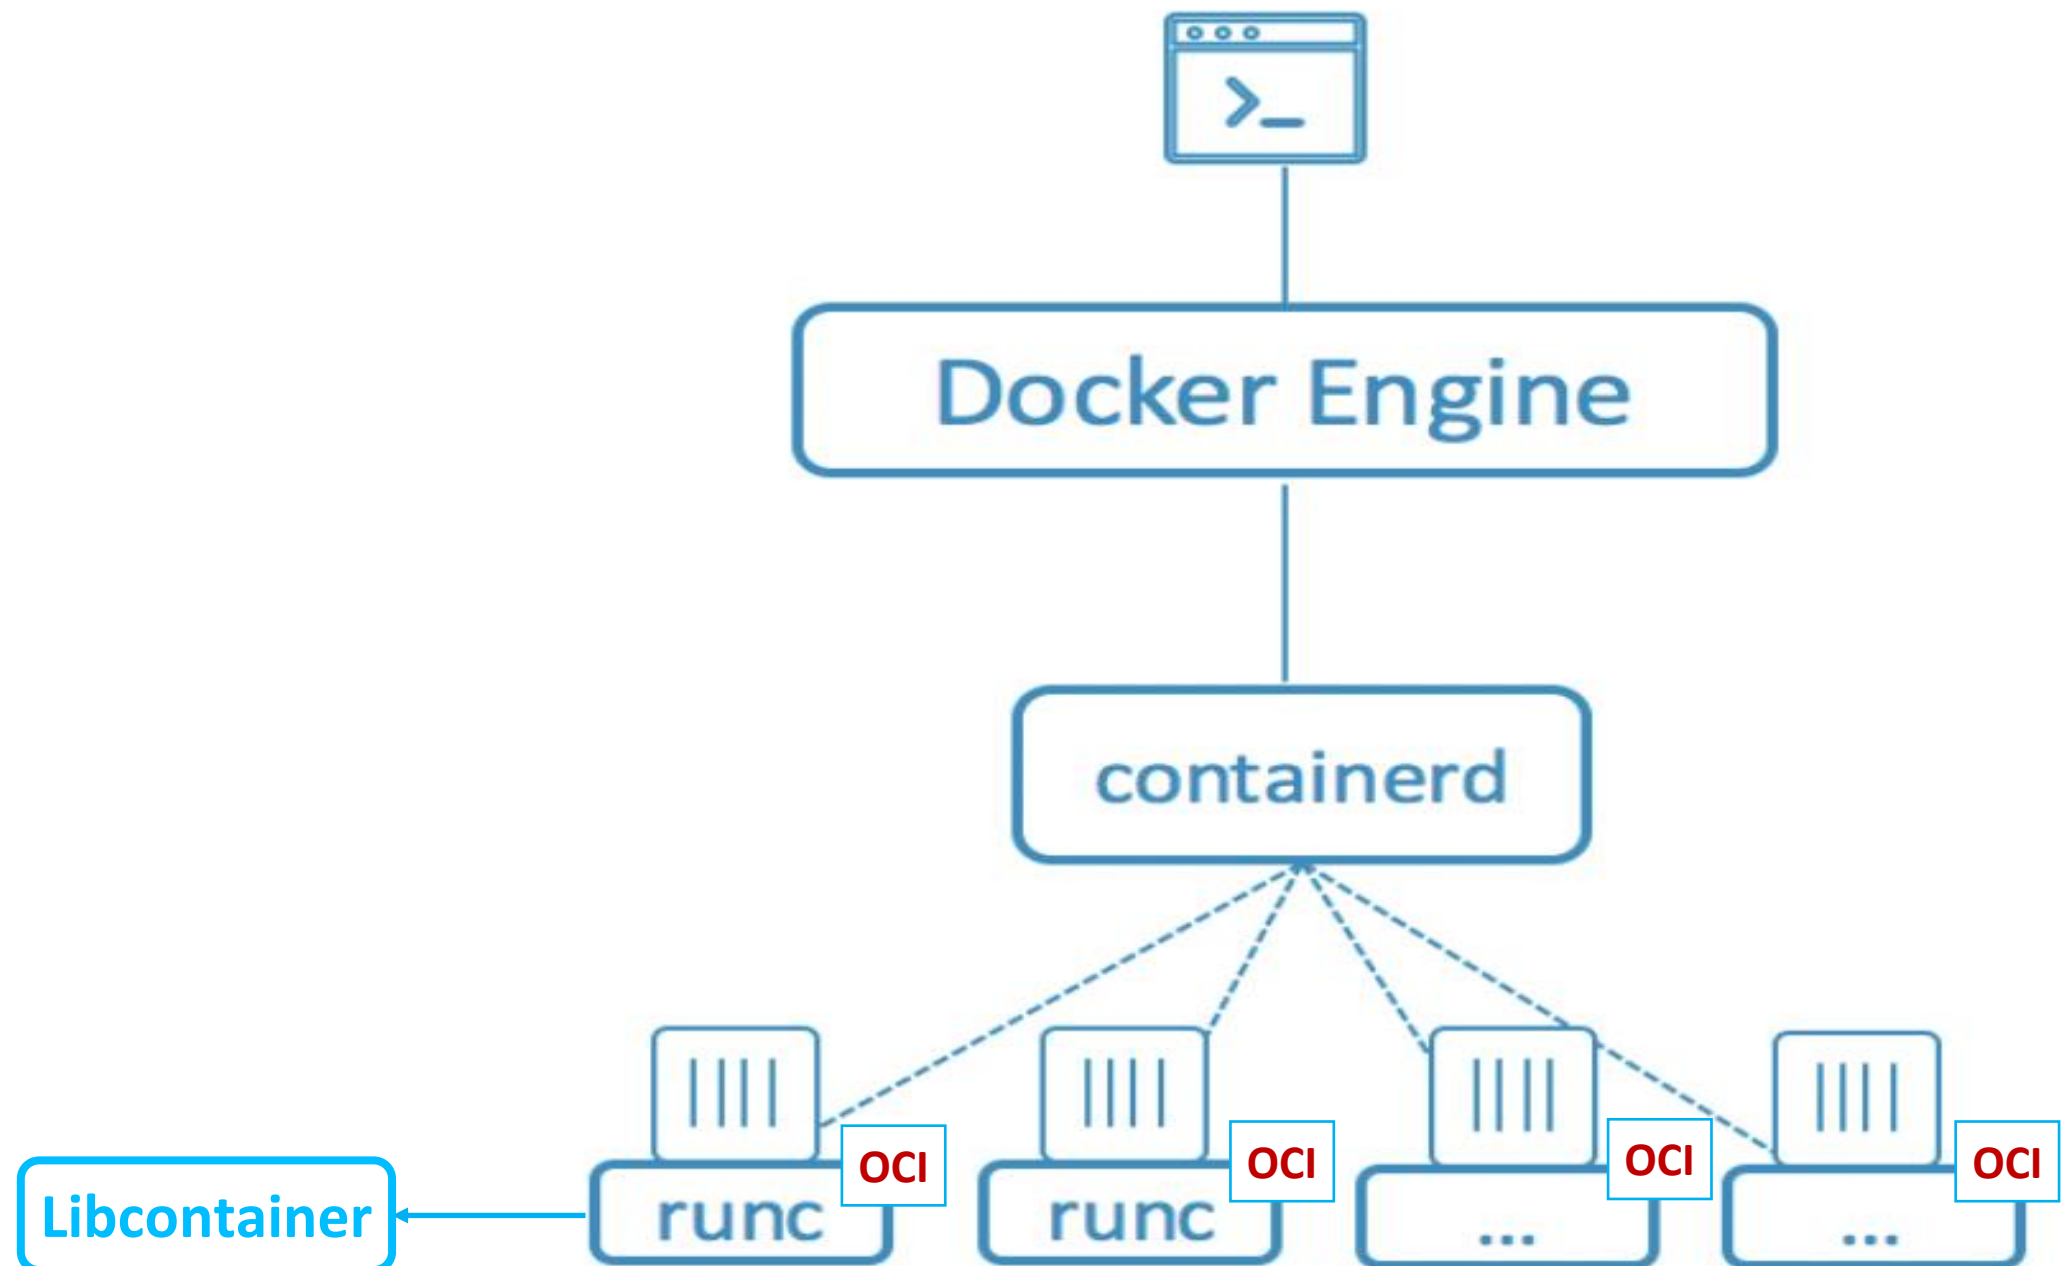 >_
Docker Engine
containerd
OCI
OCI
OCI
OCI
Libcontainer
runc
runc
...
...